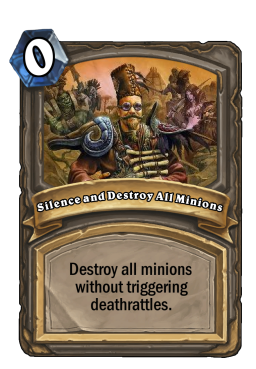 0
Silence and Destroy All Minions
Destroy all minions
without triggering
deathrattles.